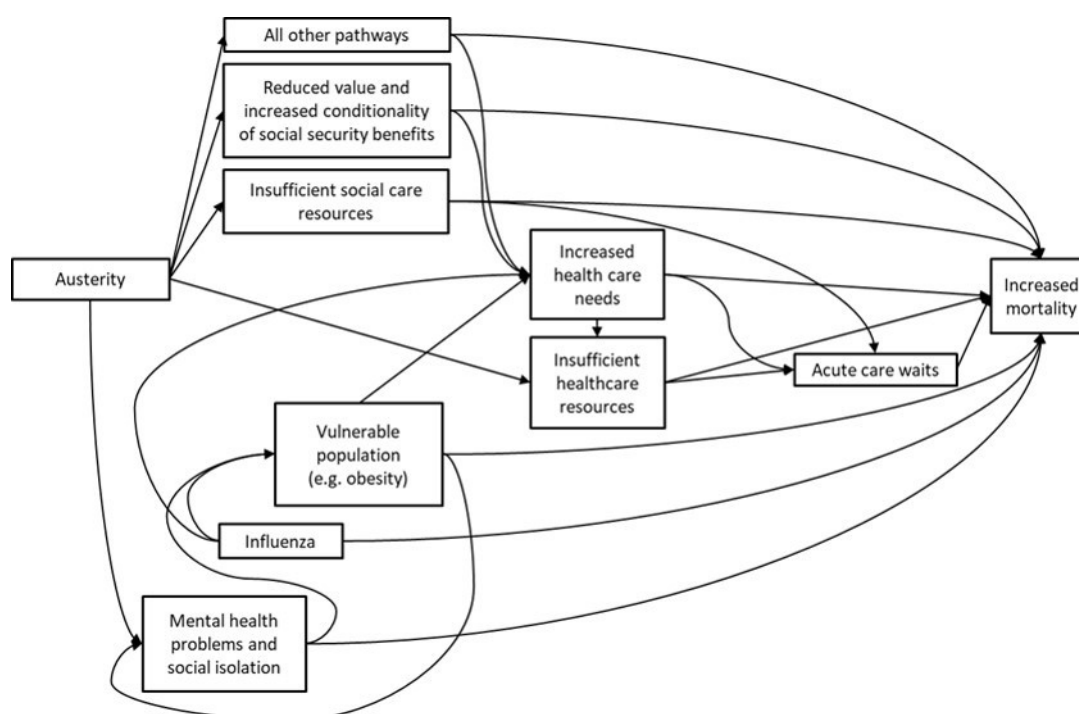 All other pathways
Reduced value and
increased conditionality
of social security benefits
Insufficient social care
resources
Austerity
Increased
health care
needs
Increased
mortality
Insufficient
healthcare
resources
Acute care waits
Vulnerable
population
(e.g. obesity)
Influenza
Mental health
problems and
social isolation